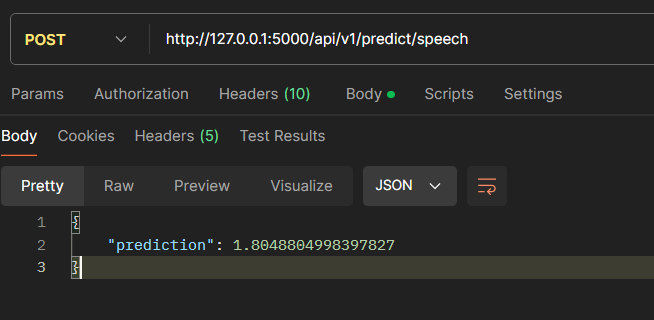 POST http://127.0.0.1:5000/api/v1/predict/speech
Params Authorization Headers (10) Body Scripts Settings
Body Cookies Headers (5) Test Results
Pretty Raw Preview Visualize JSON
1 {
2 "prediction": 1.8048804998397827
3 }